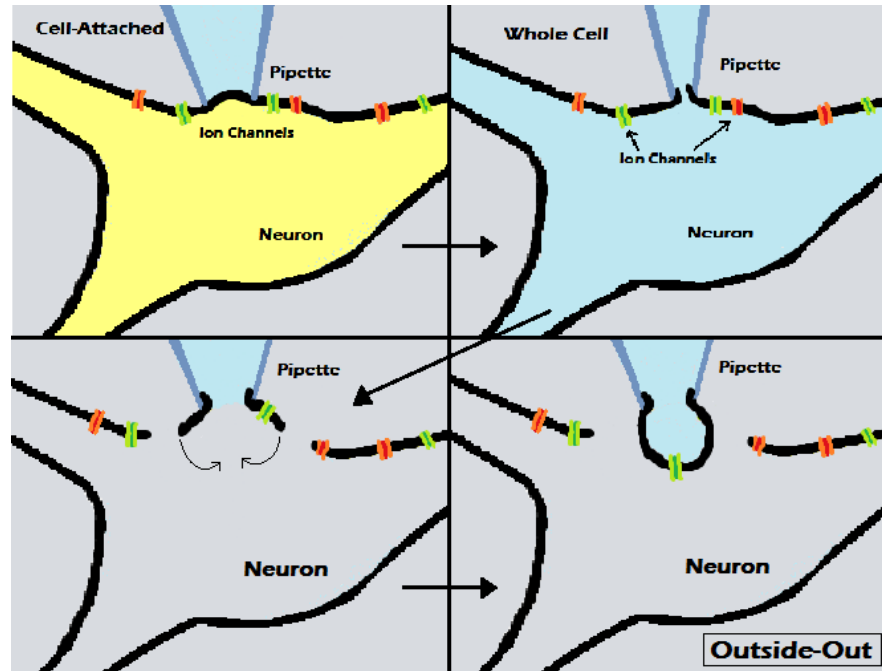 Cell-Attached
Pipette
Ion Channels
Neuron
Whole Cell
Pipette
Ion Channels
Neuron
Pipette
Neuron
Pipette
Neuron
Outside-Out